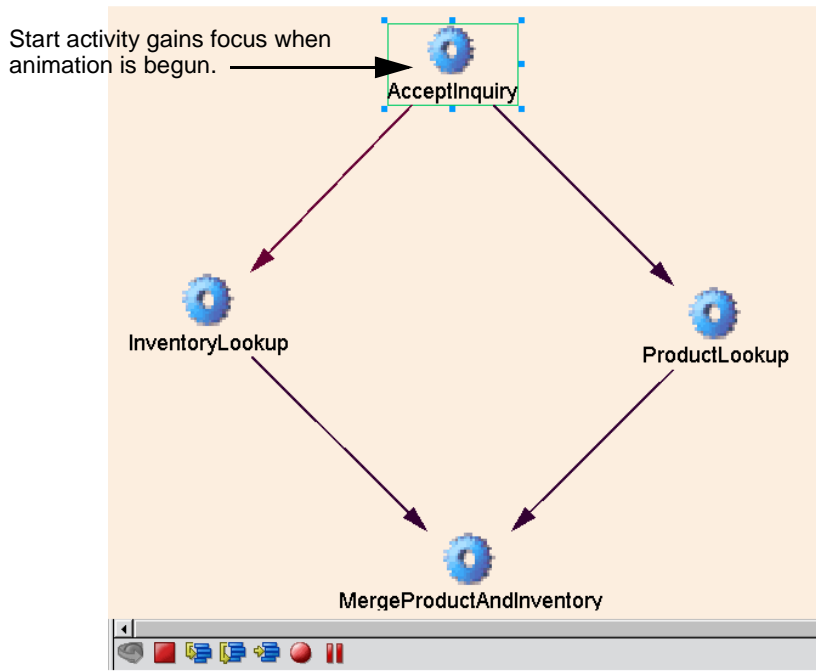 Start activity gains focus when
animation is begun.
AcceptInquiry
InventoryLookup
ProductLookup
MergeProductAndInventory